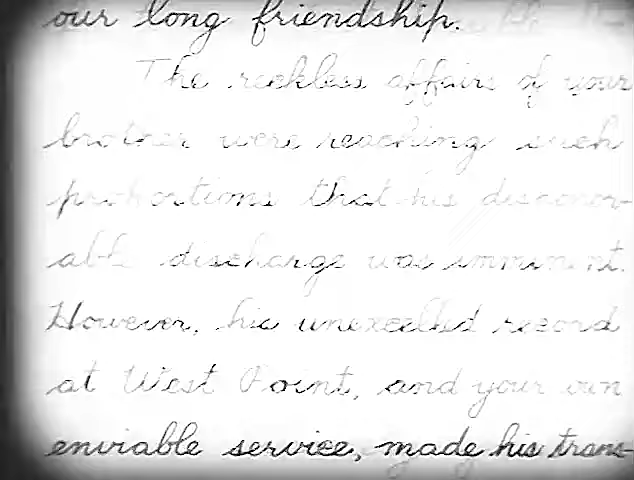 our long friendship.
The reckless affairs of your
brother were reaching such
proportions that his dishonor-
able discharge was imminent.
However, his unexcelled record
at West Point, and your own
enviable service, made his trans-